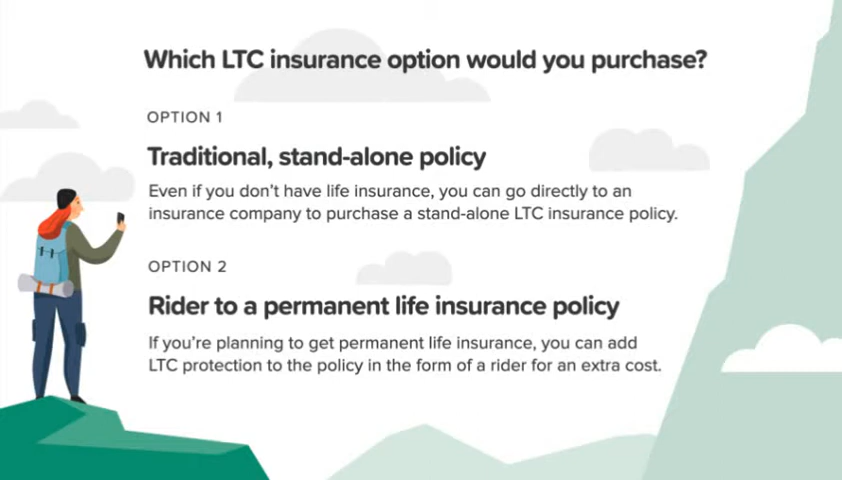 Which LTC insurance option would you purchase?
OPTION 1
Traditional, stand-alone policy
Even if you don't have life insurance, you can go directly to an
insurance company to purchase a stand-alone LTC insurance policy.
OPTION 2
Rider to a permanent life insurance policy
If you're planning to get permanent life insurance, you can add
LTC protection to the policy in the form of a rider for an extra cost.